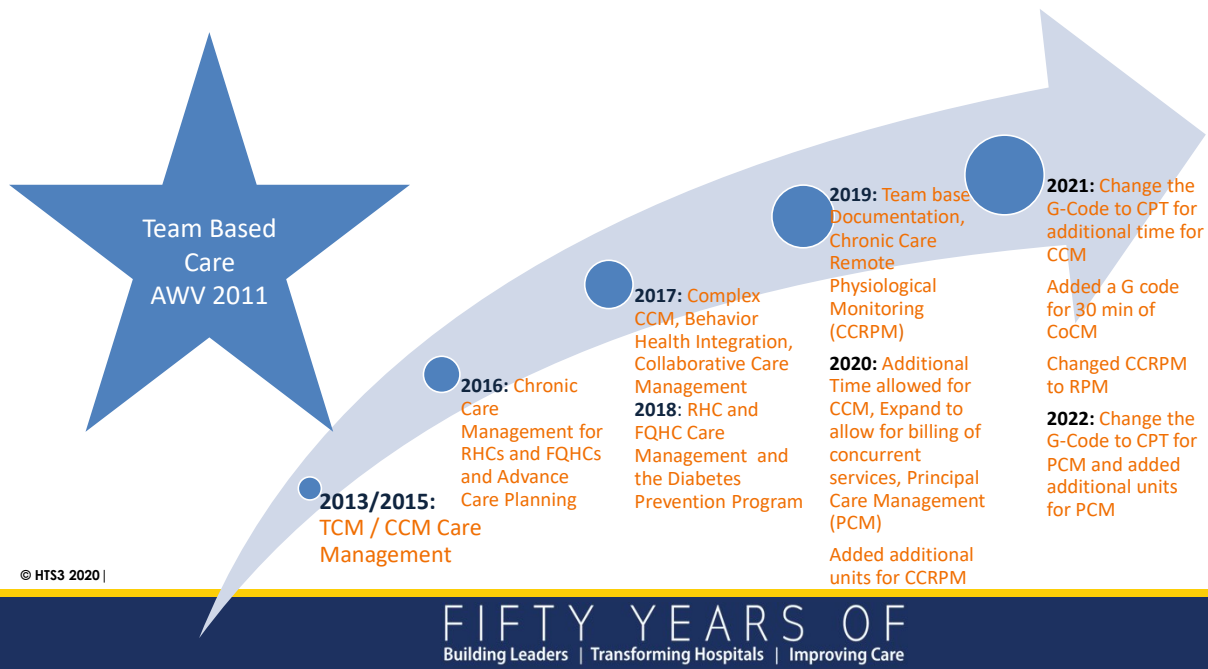 Team Based
Care
AWV 2011
2013/2015:
TCM / CCM Care
Management
2016: Chronic
Care
Management for
RHCs and FQHCs
and Advance
Care Planning
2017: Complex
CCM, Behavior
Health Integration,
Collaborative Care
Management
2018: RHC and
FQHC Care
Management and
the Diabetes
Prevention Program
2019: Team base
Documentation,
Chronic Care
Remote
Physiological
Monitoring
(CCRPM)
2020: Additional
Time allowed for
CCM, Expand to
allow for billing of
concurrent
services, Principal
Care Management
(PCM)
Added additional
units for CCRPM
2021: Change the
G-Code to CPT for
additional time for
CCM
Added a G code
for 30 min of
CoCM
Changed CCRPM
to RPM
2022: Change the
G-Code to CPT for
PCM and added
additional units
for PCM
© HTS3 2020|
FIFTY YEARS OF
Building Leaders | Transforming Hospitals | Improving Care